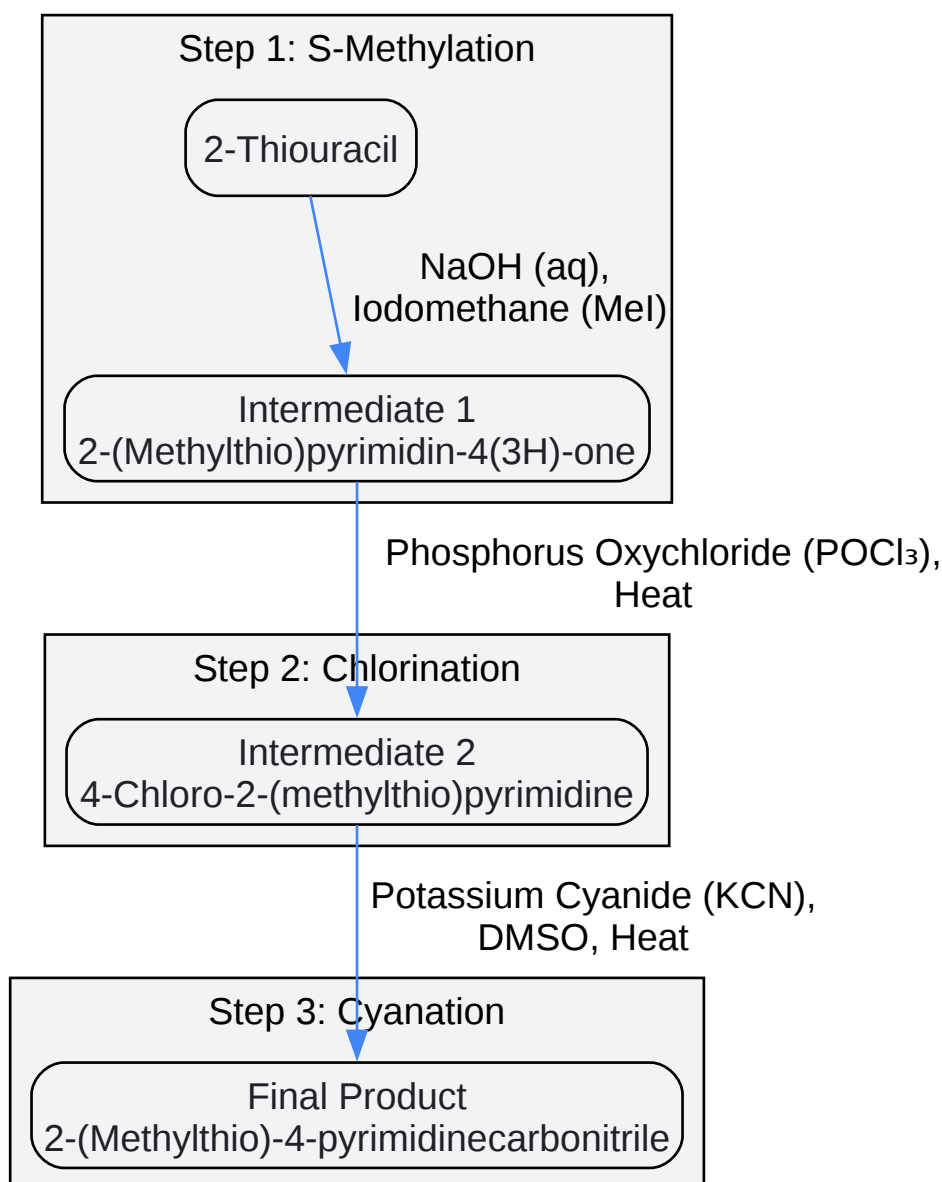 Step 1: S-Methylation
2-Thiouracil
NaOH (aq),
Iodomethane (MeI)
Intermediate 1
2-(Methylthio)pyrimidin-4(3H)-one
Phosphorus Oxychloride (POCl₃),
Heat
Step 2: Chlorination
Intermediate 2
4-Chloro-2-(methylthio)pyrimidine
Potassium Cyanide (KCN),
DMSO, Heat
Step 3: Cyanation
Final Product
2-(Methylthio)-4-pyrimidinecarbonitrile